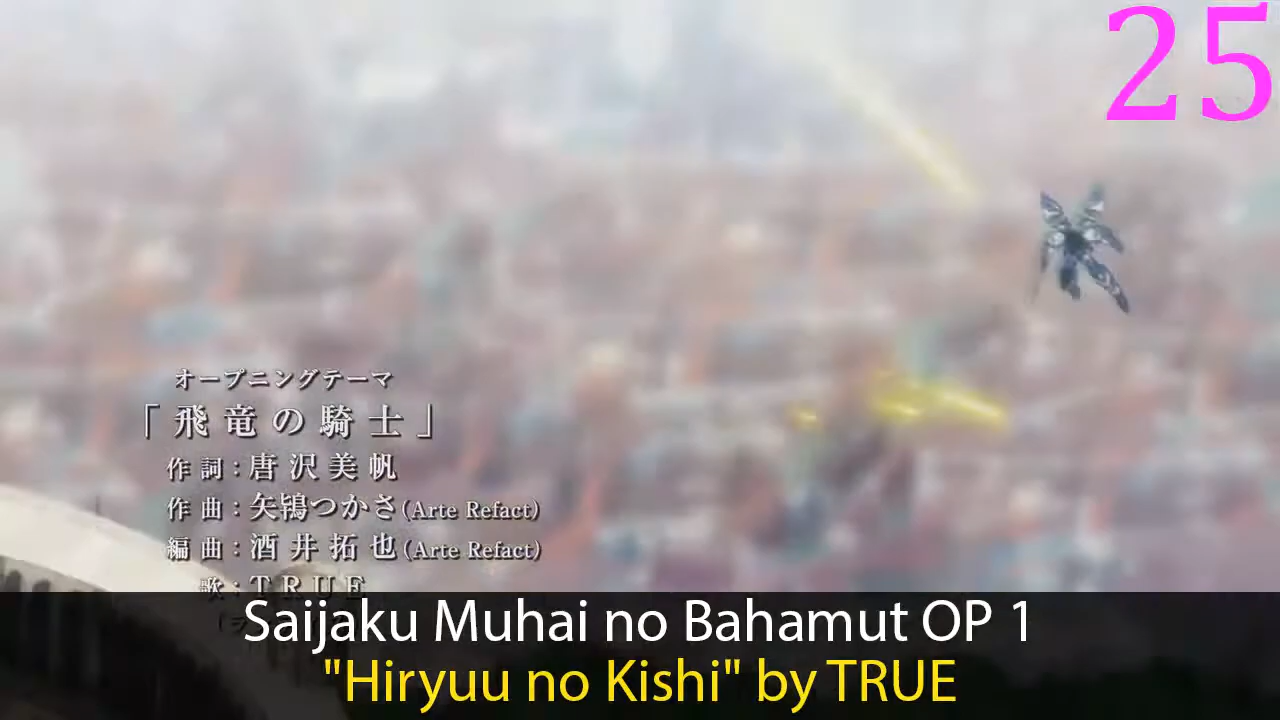 25
オープニングテーマ
「飛竜の騎士」
作詞：唐沢美帆
作曲：矢鴇つかさ(Arte Refact)
編曲：酒井拓也(Arte Refact)
歌：TRUE
Saijaku Muhai no Bahamut OP 1
"Hiryuu no Kishi" by TRUE